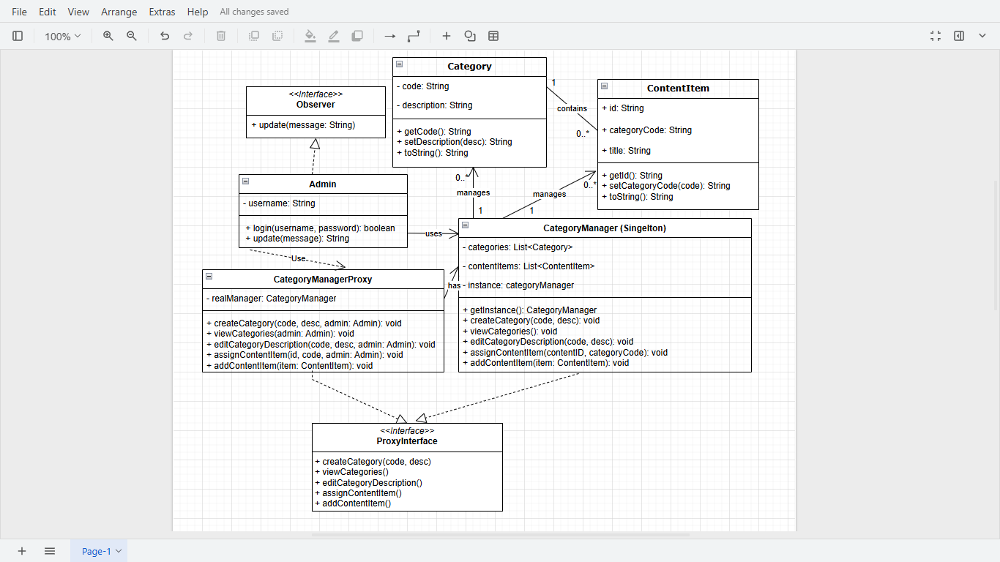 File Edit View Arrange Extras Help All changes saved
100%
Category
- code: String
- description: String
+ getCode(): String
+ setDescription(desc): String
+ toString(): String
<<Interface>>
Observer
+ update(message: String)
1
contains
0..*
ContentItem
+ id: String
+ categoryCode: String
+ title: String
+ getId(): String
+ setCategoryCode(code): String
+ toString(): String
Admin
- username: String
+ login(username, password): boolean
+ update(message): String
0..*
manages
1
manages
0..*
1
uses
Use
CategoryManager (Singelton)
- categories: List<Category>
- contentItems: List<ContentItem>
- instance: categoryManager
+ getInstance(): CategoryManager
+ createCategory(code, desc): void
+ viewCategories(): void
+ editCategoryDescription(code, desc): void
+ assignContentItem(contentID, categoryCode): void
+ addContentItem(item: ContentItem): void
has
CategoryManagerProxy
- realManager: CategoryManager
+ createCategory(code, desc, admin: Admin): void
+ viewCategories(admin: Admin): void
+ editCategoryDescription(code, desc, admin: Admin): void
+ assignContentItem(id, code, admin: Admin): void
+ addContentItem(item: ContentItem): void
<<Interface>>
ProxyInterface
+ createCategory(code, desc)
+ viewCategories()
+ editCategoryDescription()
+ assignContentItem()
+ addContentItem()
Page-1